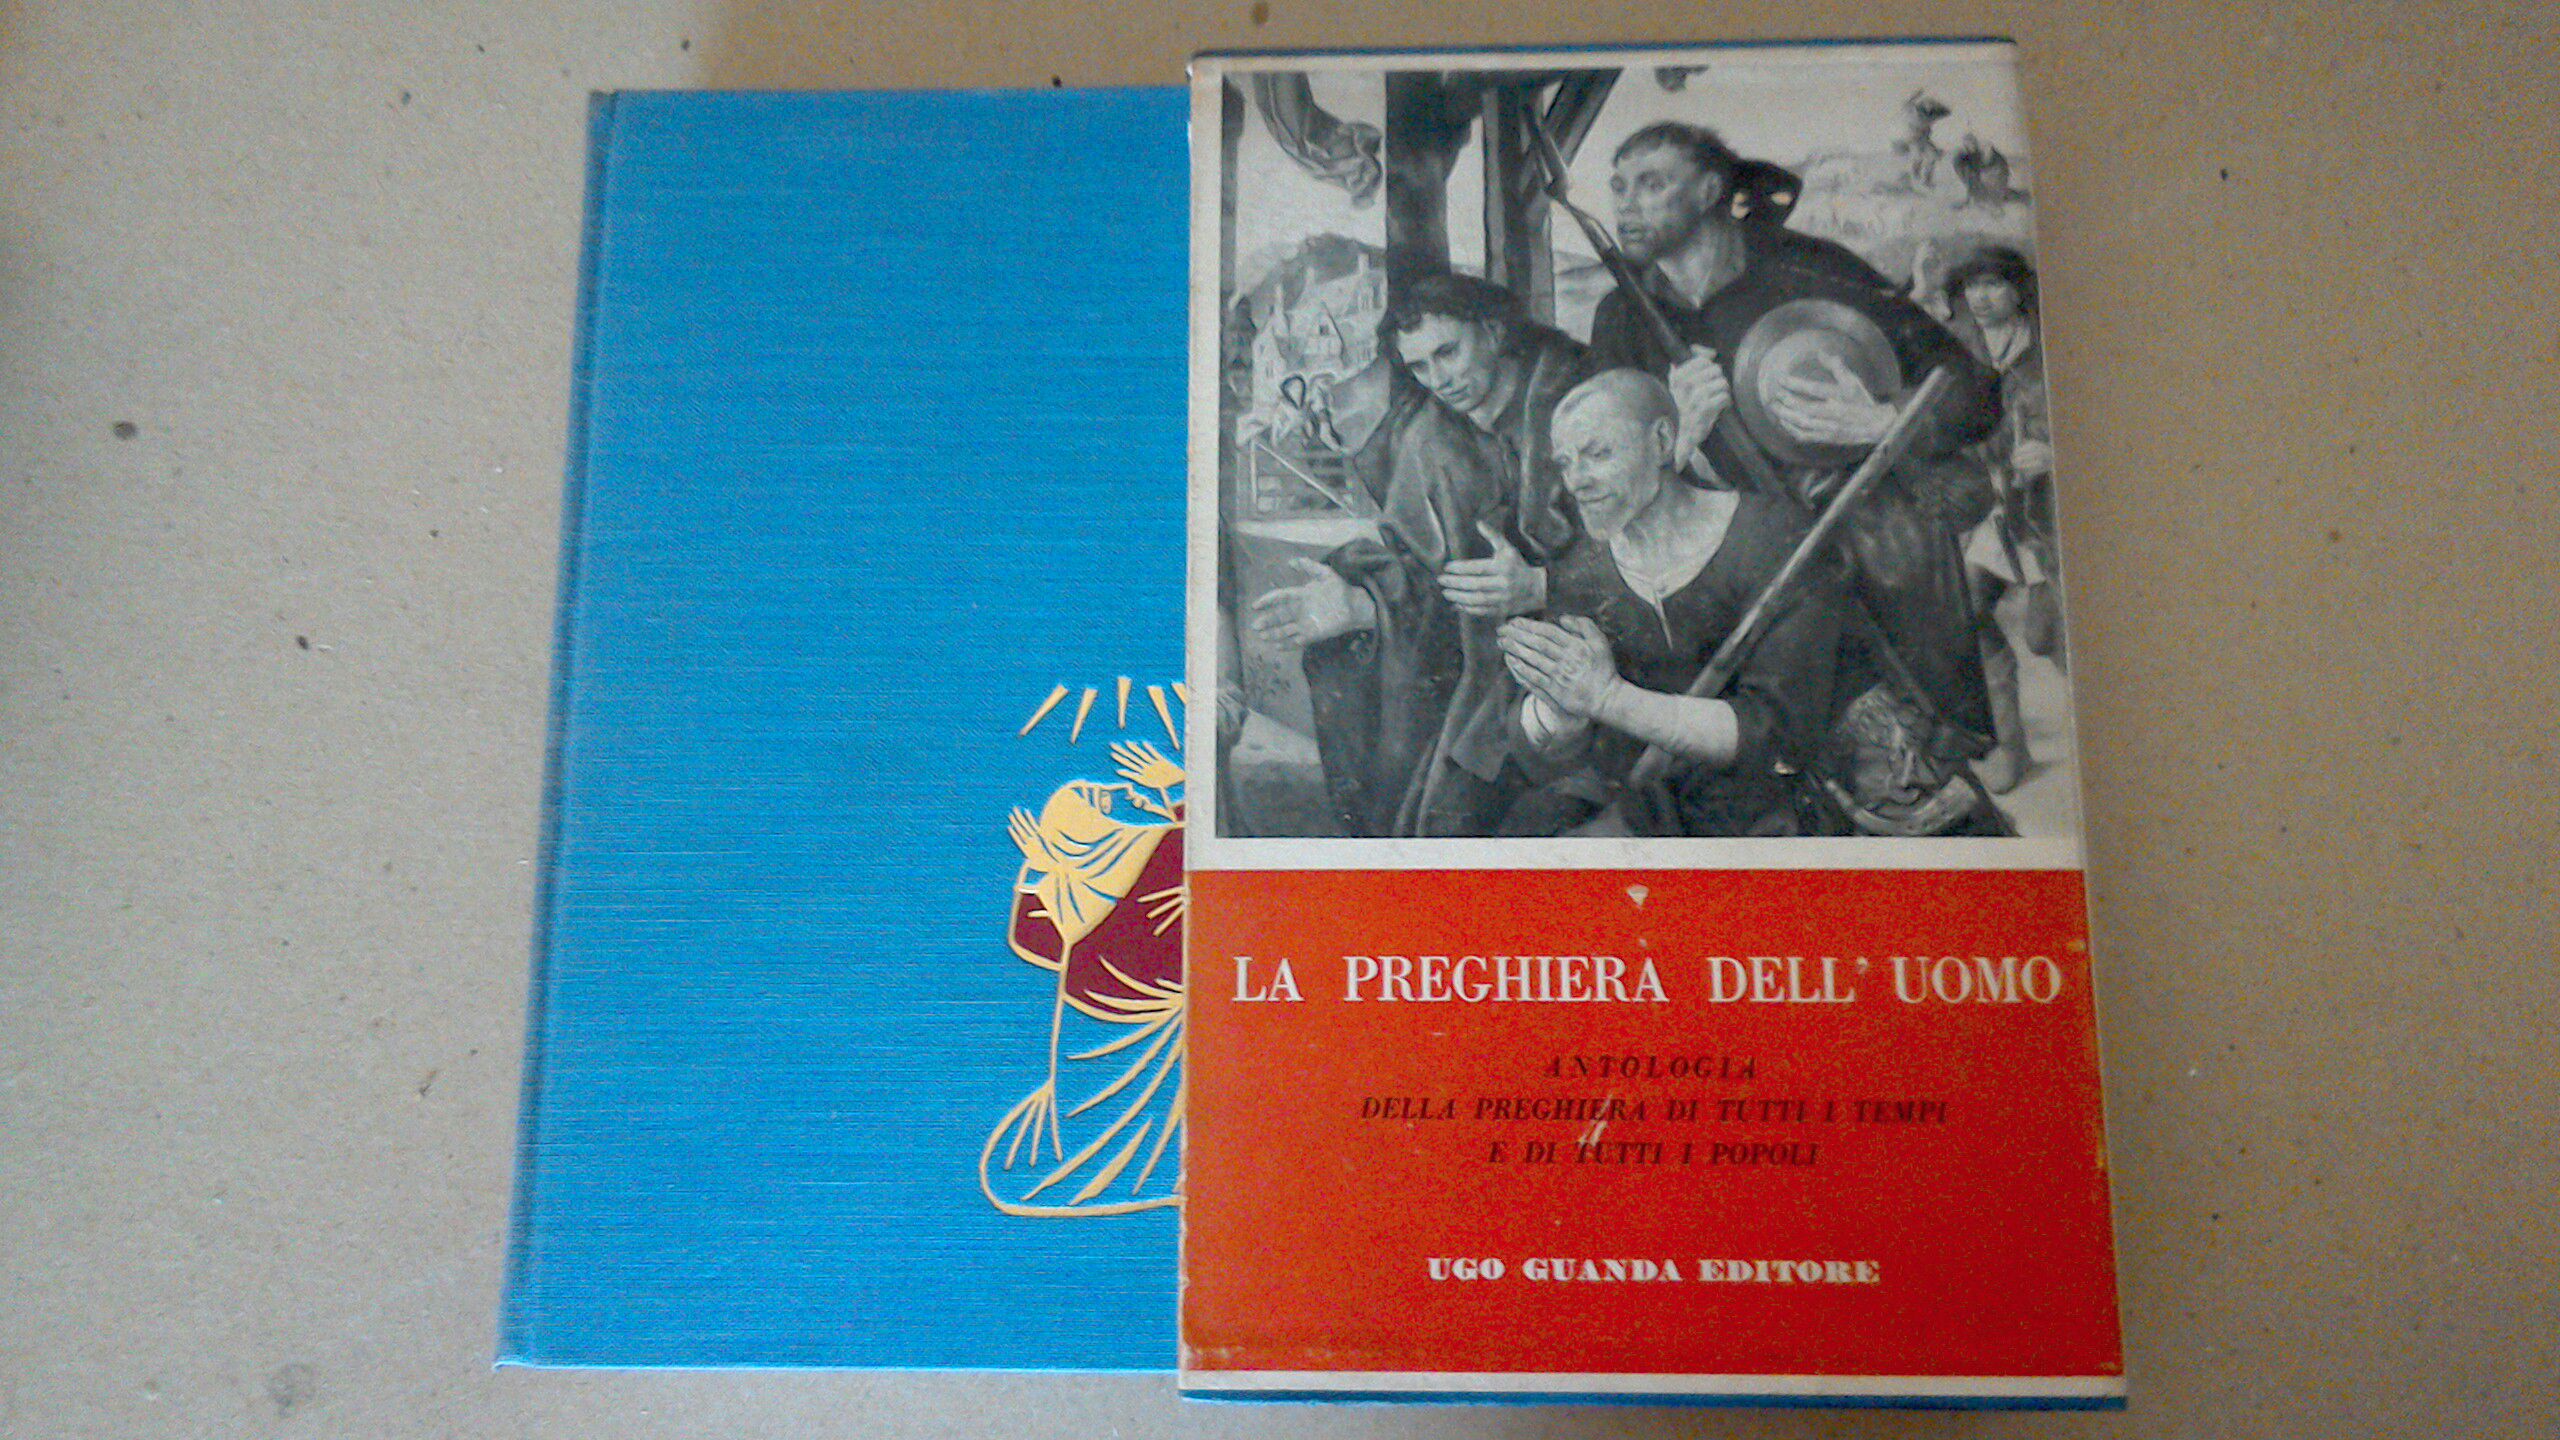 LA PREGHIERA DELL'UOMO
ANTOLOGIA
DELLA PREGHIERA DI TUTTI I TEMPI
E DI TUTTI I POPOLI
UGO GUANDA EDITORE